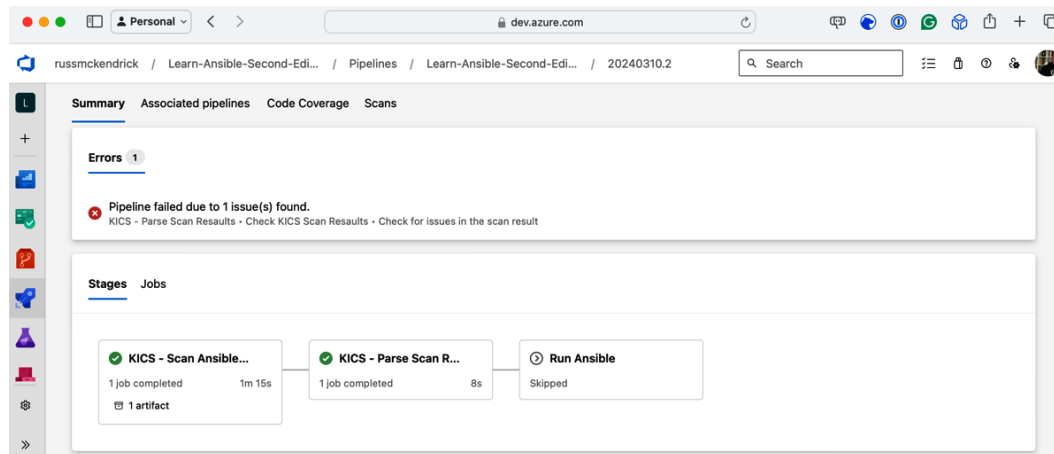 Personal
dev.azure.com
russmckendrick / Learn-Ansible-Second-Edi... / Pipelines / Learn-Ansible-Second-Edi... / 20240310.2
Search
L
Summary Associated pipelines Code Coverage Scans
Errors 1
Pipeline failed due to 1 issue(s) found.
KICS - Parse Scan Resaults • Check KICS Scan Resaults • Check for issues in the scan result
Stages Jobs
KICS - Scan Ansible... KICS - Parse Scan R... Run Ansible
1 job completed 1m 15s 1 job completed 8s Skipped
1 artifact